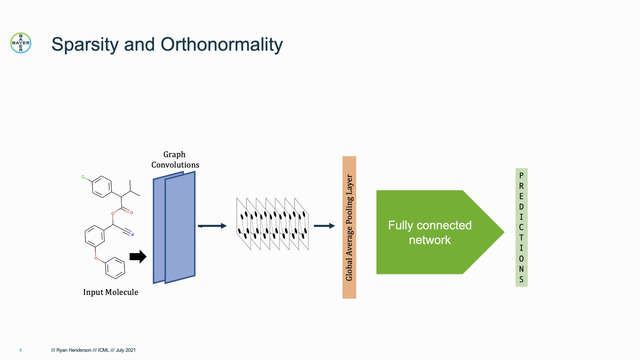 BAYER
Sparsity and Orthonormality
Graph
Convolutions
Input Molecule
Global Average Pooling Layer
Fully connected
network
PREDICTIONS
/// Ryan Henderson /// ICML /// July 2021